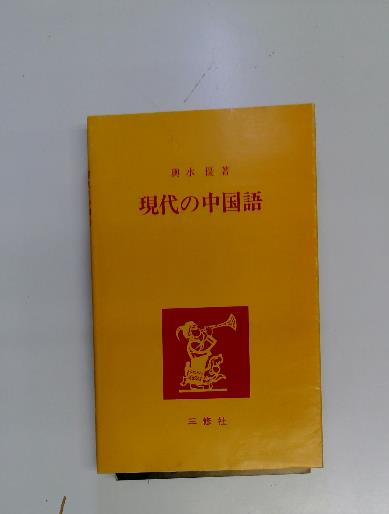 輿水 優 著
現代の中国語
三修社